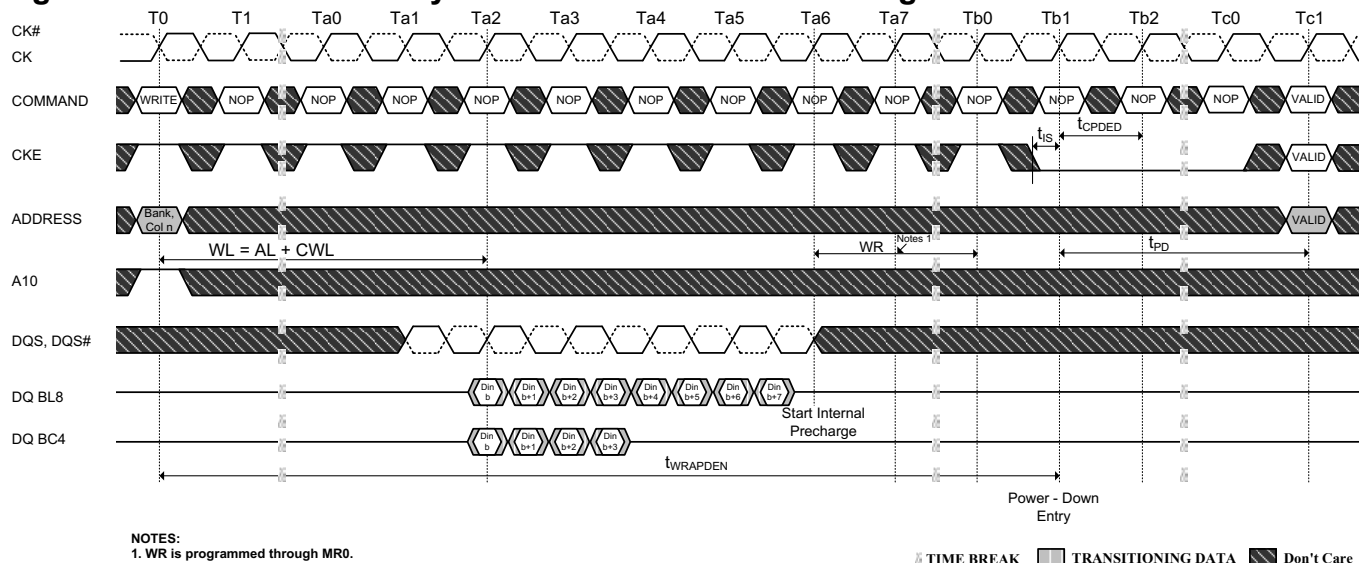 T0 T1 Ta0 Ta1 Ta2 Ta3 Ta4 Ta5 Ta6 Ta7 Tb0 Tb1 Tb2 Tc0 Tc1
CK#
CK
COMMAND WRITE NOP NOP NOP NOP NOP NOP NOP NOP NOP NOP NOP NOP NOP VALID
tIS tCPDED
CKE VALID
ADDRESS Bank, Col n VALID
WL = AL + CWL WR Notes 1 tPD
A10
DQS, DQS#
DQ BL8 Din b Din b+1 Din b+2 Din b+3 Din b+4 Din b+5 Din b+6 Din b+7
Start Internal
Precharge
DQ BC4 Din b Din b+1 Din b+2 Din b+3
tWRAPDEN
Power - Down
Entry
NOTES:
1. WR is programmed through MR0.
TIME BREAK TRANSITIONING DATA Don't Care